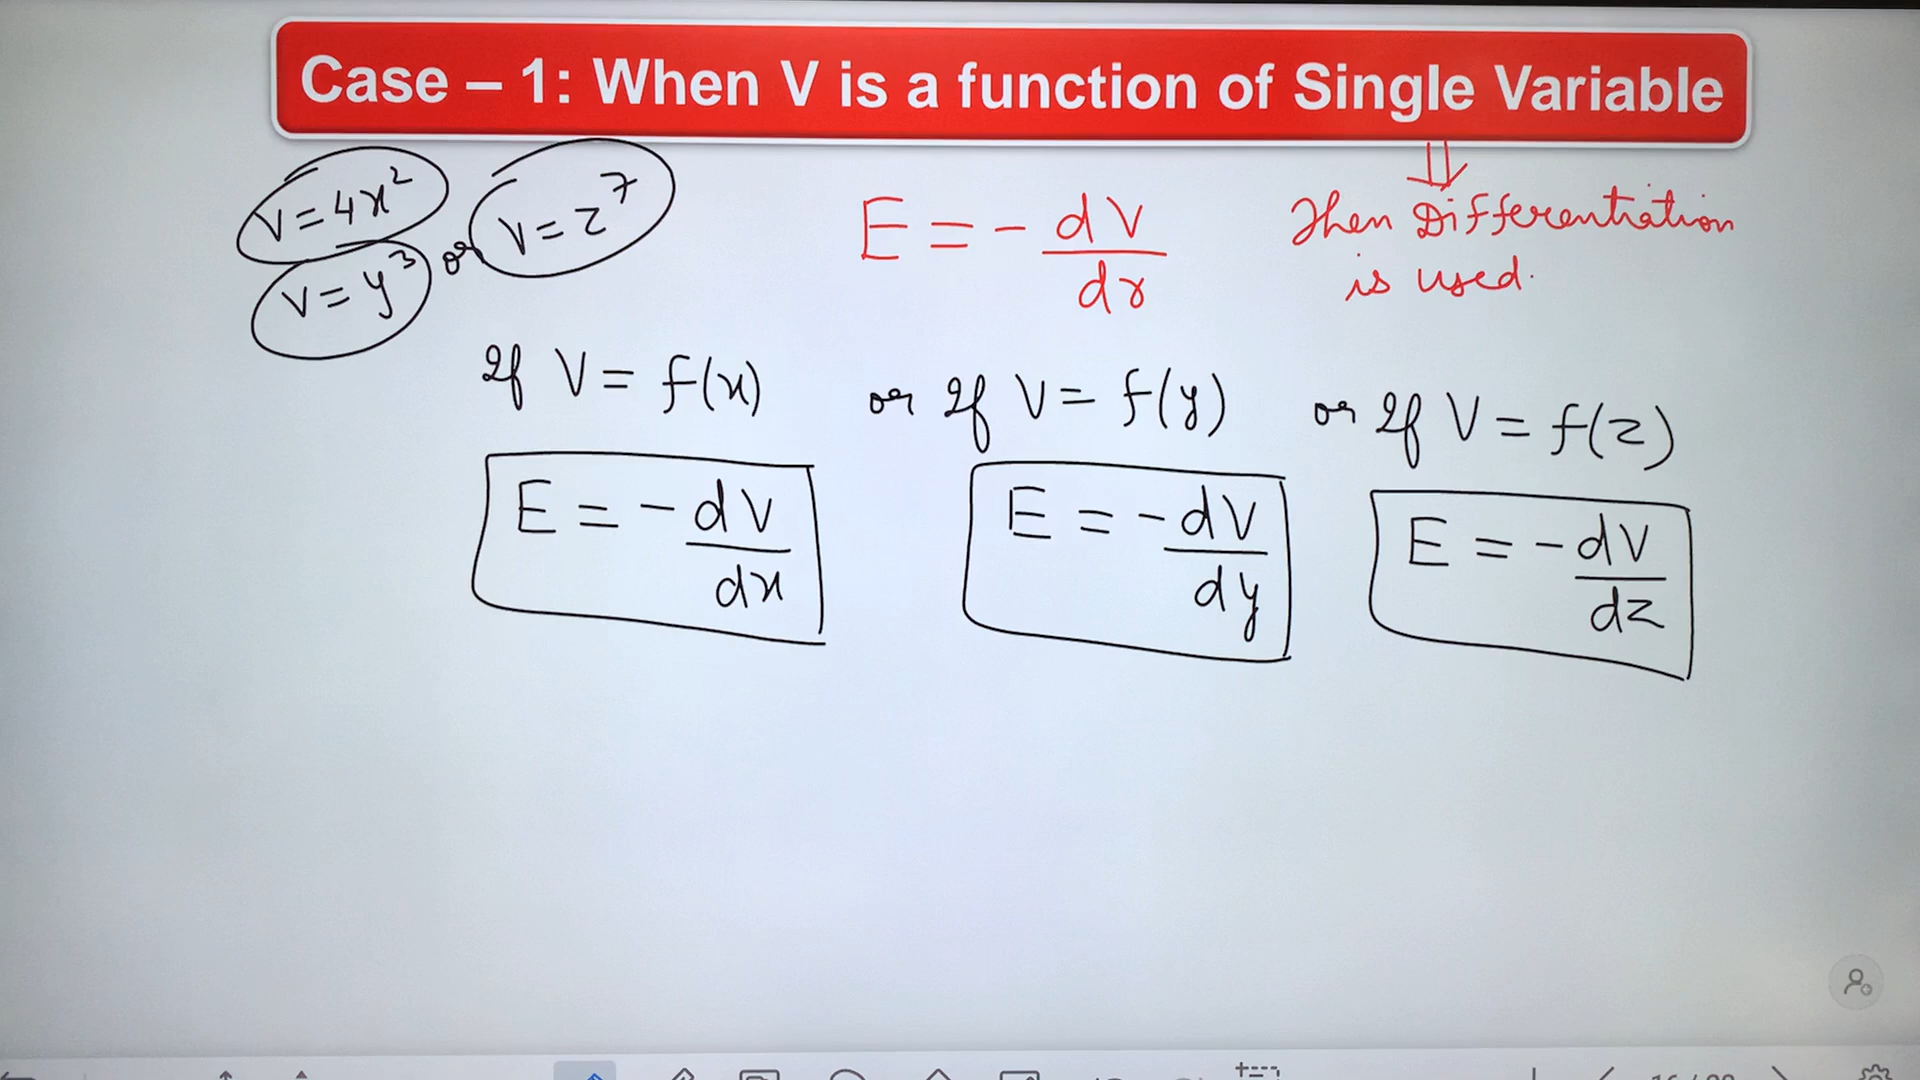 Case – 1: When V is a function of Single Variable
V = 4x²
V = y³ or V = z⁷
E = - dV/dr
Then Differentiation
is used.
If V = f(x) or If V = f(y) or If V = f(z)
E = - dV/dx
E = - dV/dy
E = - dV/dz